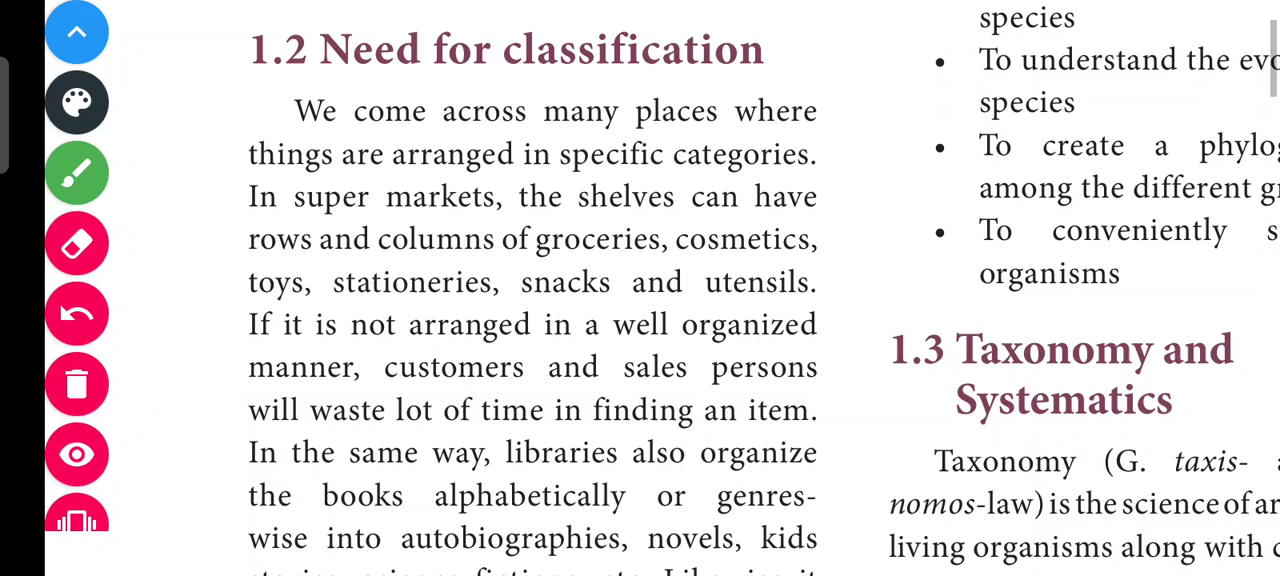 1.2 Need for classification
We come across many places where
things are arranged in specific categories.
In super markets, the shelves can have
rows and columns of groceries, cosmetics,
toys, stationeries, snacks and utensils.
If it is not arranged in a well organized
manner, customers and sales persons
will waste lot of time in finding an item.
In the same way, libraries also organize
the books alphabetically or genres-
wise into autobiographies, novels, kids
species
• To understand the
species
• To create a
among the different
• To conveniently
organisms
1.3 Taxonomy and
Systematics
Taxonomy (G. taxis-
nomos-law) is the science of
living organisms along with